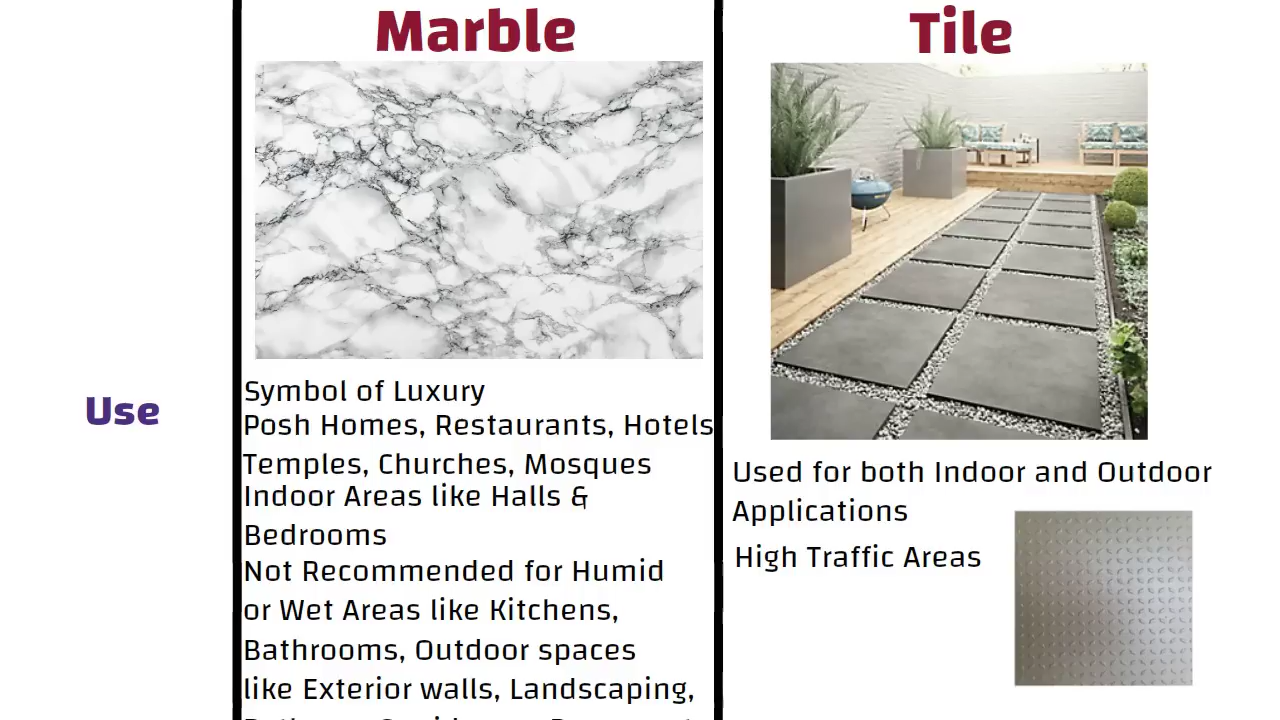 Marble
Tile
Use
Symbol of Luxury
Posh Homes, Restaurants, Hotels
Temples, Churches, Mosques
Indoor Areas like Halls &
Bedrooms
Not Recommended for Humid
or Wet Areas like Kitchens,
Bathrooms, Outdoor spaces
like Exterior walls, Landscaping,
Used for both Indoor and Outdoor
Applications
High Traffic Areas